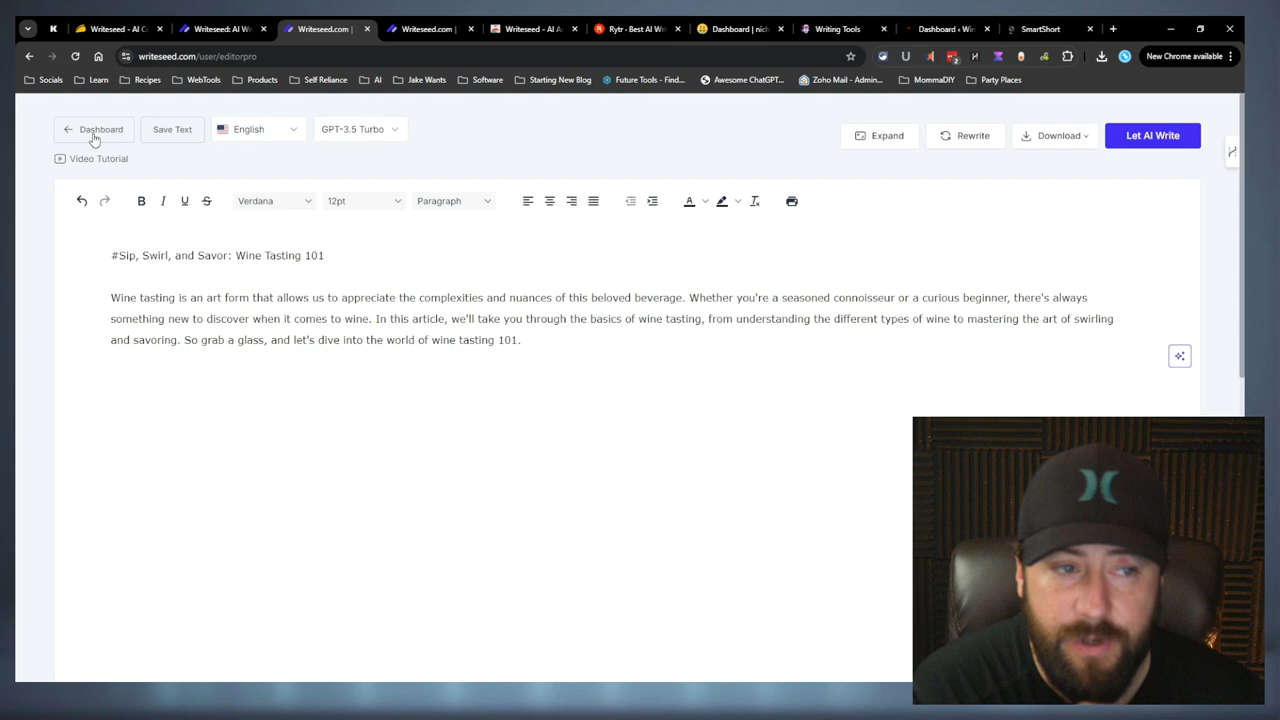 Writeseed - AI Co
Writeseed: AI Wr
Writeseed.com |
Writeseed.com |
Writeseed - AI Ar
Rytr - Best AI Wri
Dashboard | nich
Writing Tools
Dashboard ‹ Win
SmartShort
writeseed.com/user/editorpro
New Chrome available
Socials
Learn
Recipes
WebTools
Products
Self Reliance
AI
Jake Wants
Software
Starting New Blog
Future Tools - Find...
Awesome ChatGPT...
Zoho Mail - Admin...
MommaDIY
Party Places
Dashboard
Save Text
English
GPT-3.5 Turbo
Expand
Rewrite
Download
Let AI Write
Video Tutorial
Verdana
12pt
Paragraph
#Sip, Swirl, and Savor: Wine Tasting 101
Wine tasting is an art form that allows us to appreciate the complexities and nuances of this beloved beverage. Whether you're a seasoned connoisseur or a curious beginner, there's always
something new to discover when it comes to wine. In this article, we'll take you through the basics of wine tasting, from understanding the different types of wine to mastering the art of swirling
and savoring. So grab a glass, and let's dive into the world of wine tasting 101.